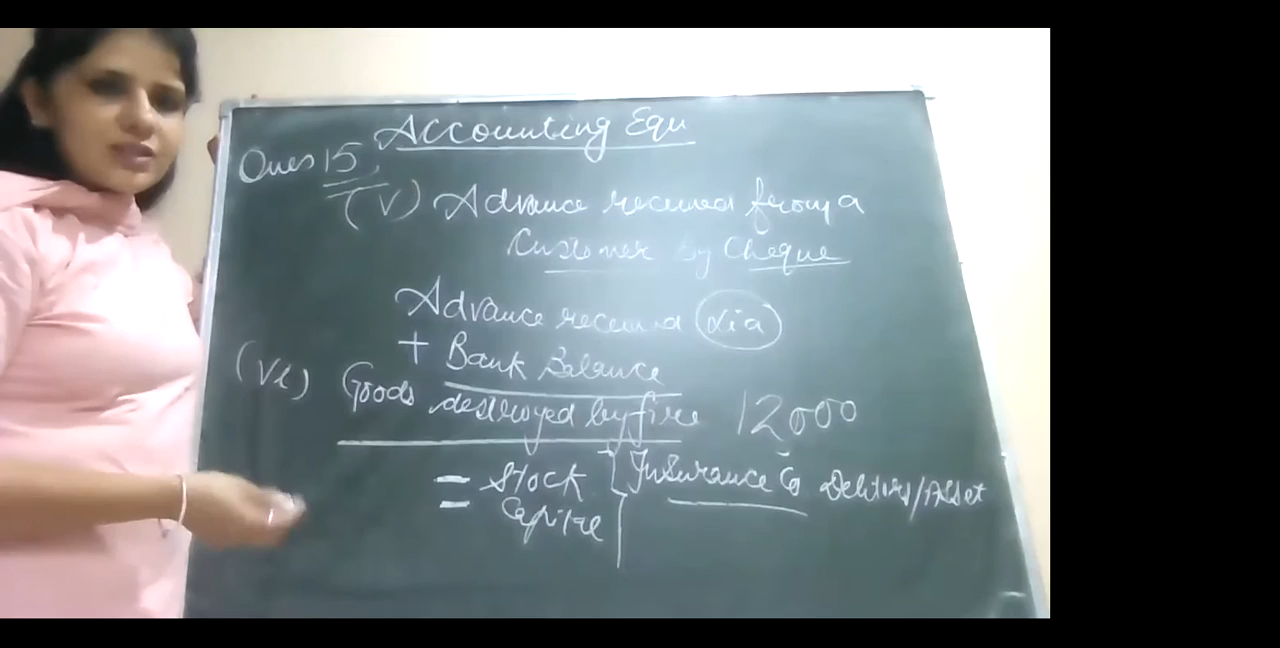 Accounting Equ
Ques 15,
(V) Advance received from a
Customer by Cheque
Advance received (Lia)
+ Bank Balance
(VI) Goods destroyed by fire 12000
= Stock
Insurance Co Debtors/Asset
= Capital